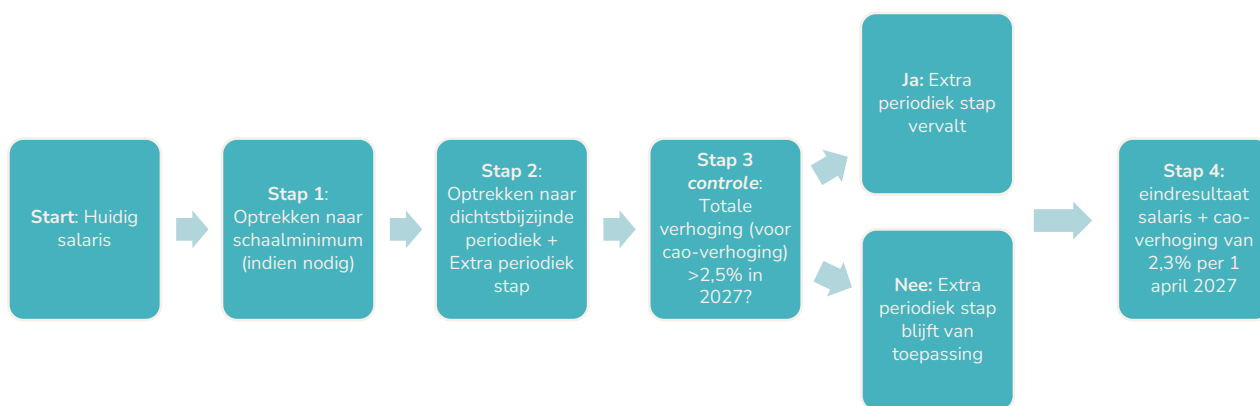 Start: Huidig
salaris
Stap 1:
Optrekken naar
schaalminimum
(indien nodig)
Stap 2:
Optrekken naar
dichtstbijzijnde
periodiek +
Extra periodiek
stap
Stap 3
controle:
Totale
verhoging (voor
cao-verhoging)
>2,5% in
2027?
Ja: Extra
periodiek stap
vervalt
Nee: Extra
periodiek stap
blijft van
toepassing
Stap 4:
eindresultaat
salaris + cao-
verhoging van
2,3% per 1
april 2027